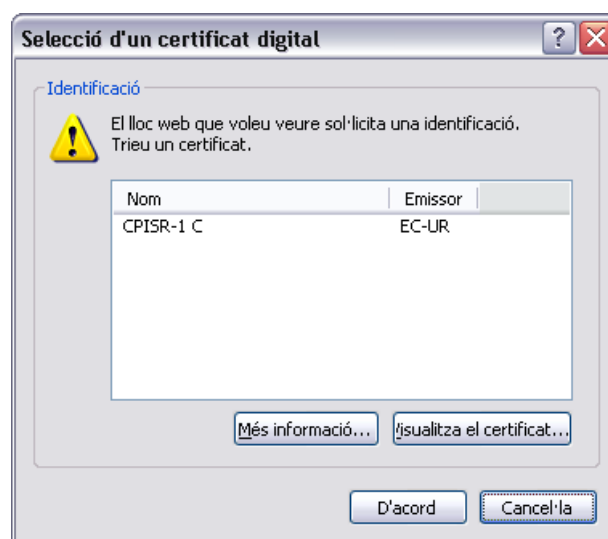 Selecció d'un certificat digital
Identificació
El lloc web que voleu veure sol·licita una identificació.
Trieu un certificat.
Nom Emissor
CPISR-1 C EC-UR
Més informació... Visualitza el certificat...
D'acord Cancel·la